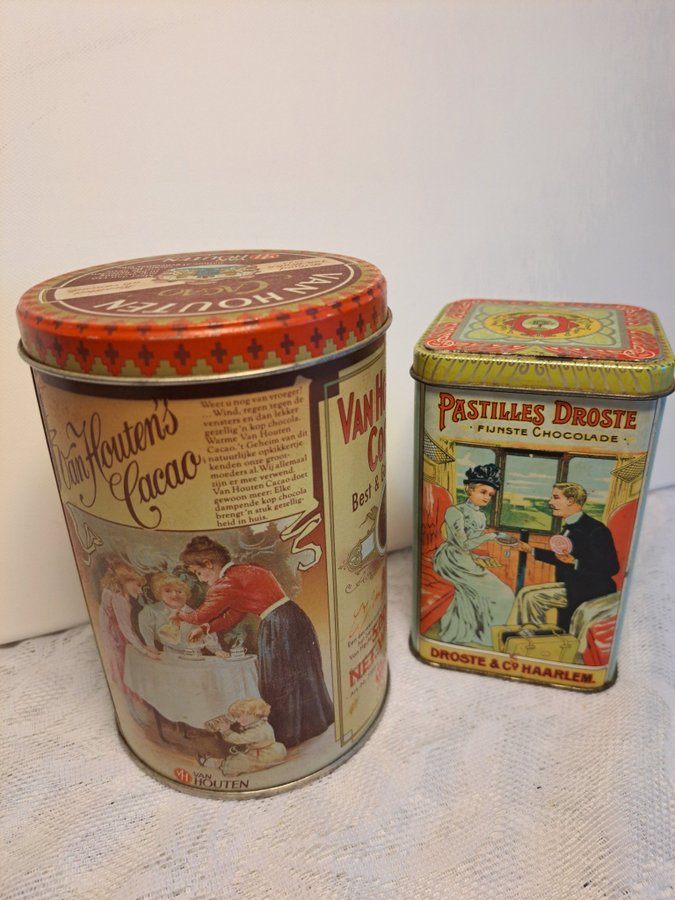 VAN HOUTEN
CACAO
Van Houten's
Cacao
Weet u nog van vroeger?
... Wind, regen tegen de
vensters en dan lekker
gezellig 'n kop chocola.
Warme Van Houten
Cacao. 't Geheim van dit
natuurlijke opkikkertje
kenden onze groot-
moeders al. Wij allemaal
zijn er mee verwend.
Van Houten Cacao doet
gewoon meer: Elke
dampende kop chocola
brengt 'n stuk gezellig-
heid in huis.
VAN
Best &
VH VAN
HOUTEN
PASTILLES DROSTE
FIJNSTE CHOCOLADE
DROSTE & Co HAARLEM.